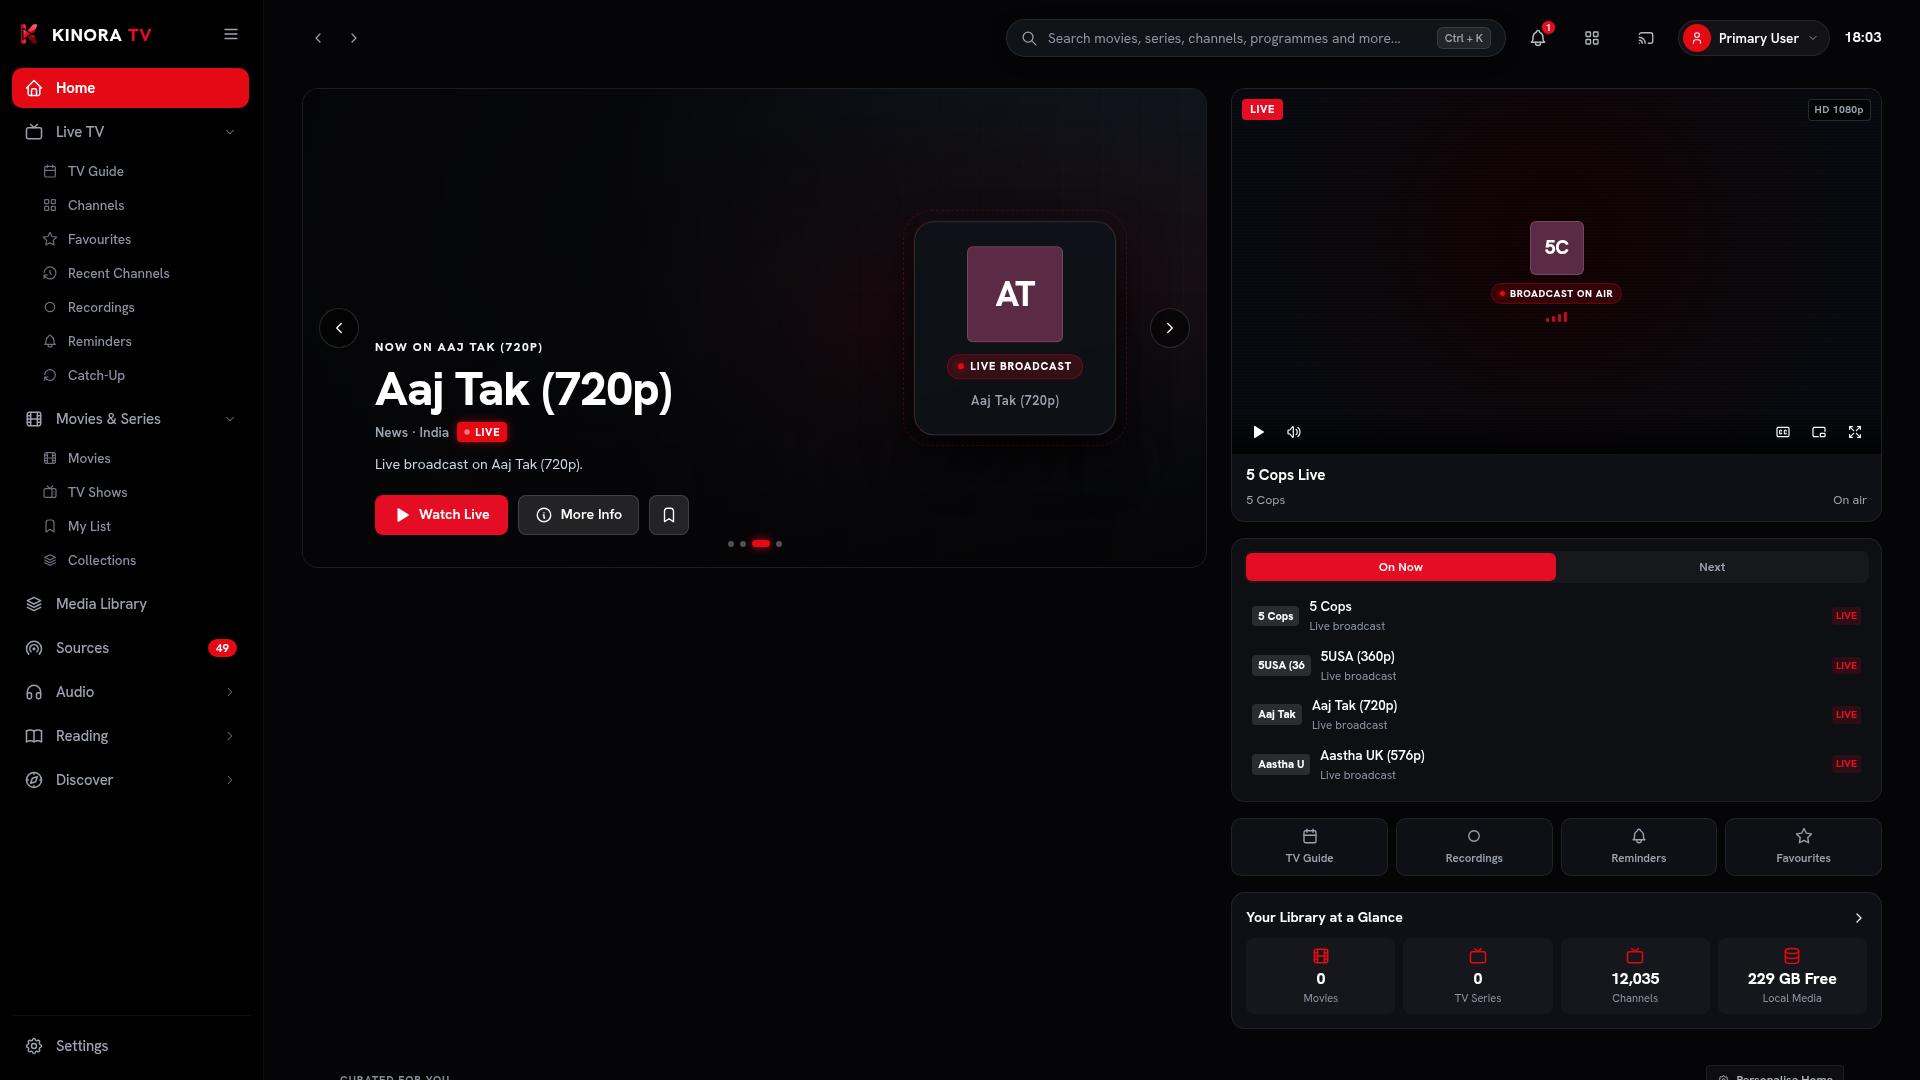 KINORA TV
Home
Live TV
TV Guide
Channels
Favourites
Recent Channels
Recordings
Reminders
Catch-Up
Movies & Series
Movies
TV Shows
My List
Collections
Media Library
Sources 49
Audio
Reading
Discover
Settings
Search movies, series, channels, programmes and more... Ctrl + K
1
Primary User
18:03
NOW ON AAJ TAK (720P)
Aaj Tak (720p)
News · India LIVE
Live broadcast on Aaj Tak (720p).
Watch Live More Info
AT
LIVE BROADCAST
Aaj Tak (720p)
LIVE HD 1080p
5C
BROADCAST ON AIR
5 Cops Live
5 Cops On air
On Now Next
5 Cops 5 Cops LIVE
Live broadcast
5USA (36 5USA (360p) LIVE
Live broadcast
Aaj Tak Aaj Tak (720p) LIVE
Live broadcast
Aastha U Aastha UK (576p) LIVE
Live broadcast
TV Guide Recordings Reminders Favourites
Your Library at a Glance
0 0 12,035 229 GB Free
Movies TV Series Channels Local Media
CURATED FOR YOU
Personalise Home